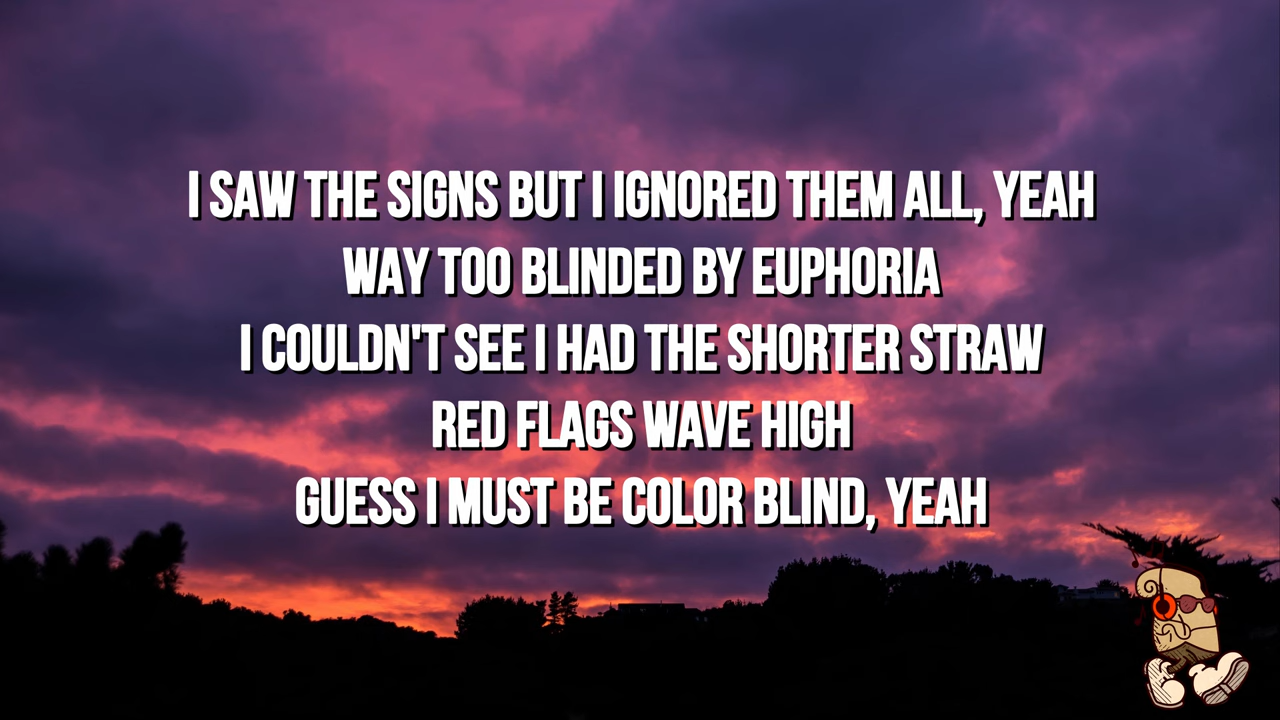 I SAW THE SIGNS BUT I IGNORED THEM ALL, YEAH
WAY TOO BLINDED BY EUPHORIA
I COULDN'T SEE I HAD THE SHORTER STRAW
RED FLAGS WAVE HIGH
GUESS I MUST BE COLOR BLIND, YEAH